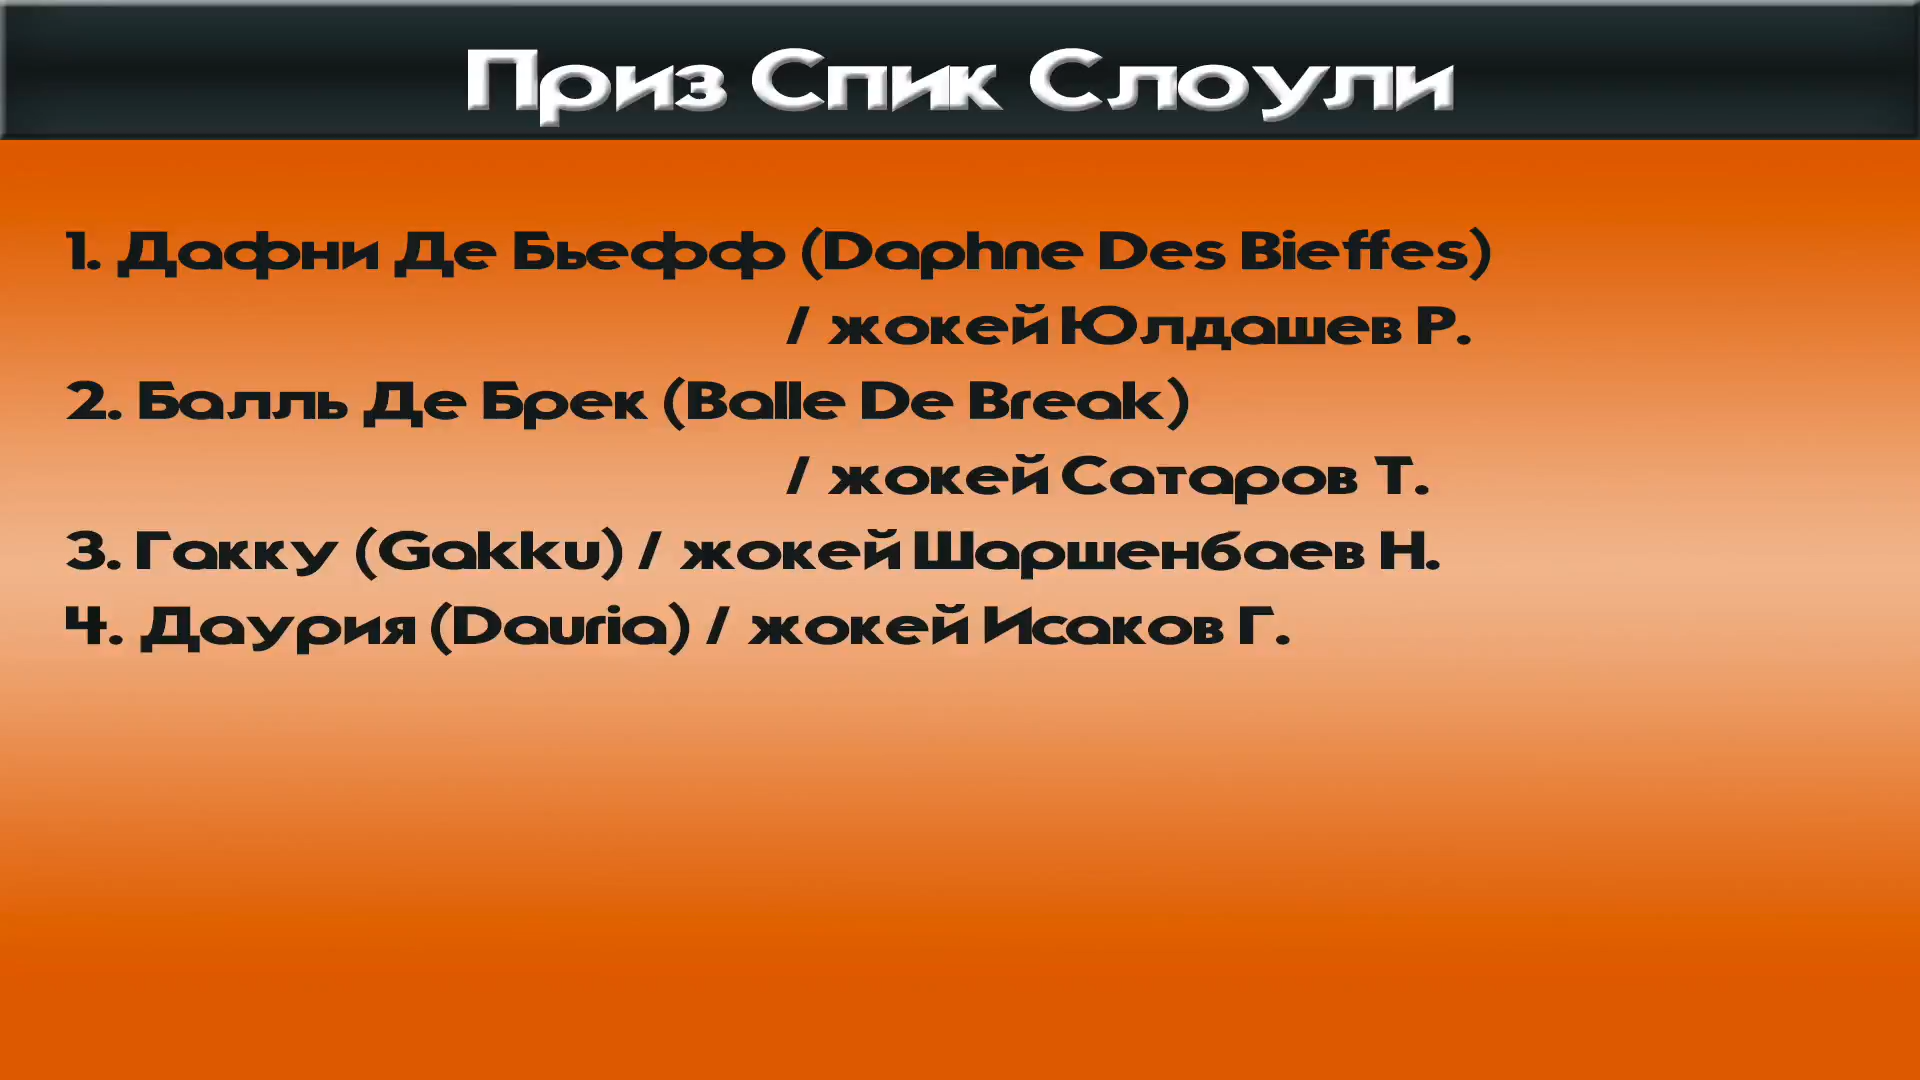 Приз Спик Слоули
1. Дафни Де Бьефф (Daphne Des Bieffes)
/ жокей Юлдашев Р.
2. Балль Де Брек (Balle De Break)
/ жокей Сатаров Т.
3. Гакку (Gakku) / жокей Шаршенбаев Н.
4. Даурия (Dauria) / жокей Исаков Г.